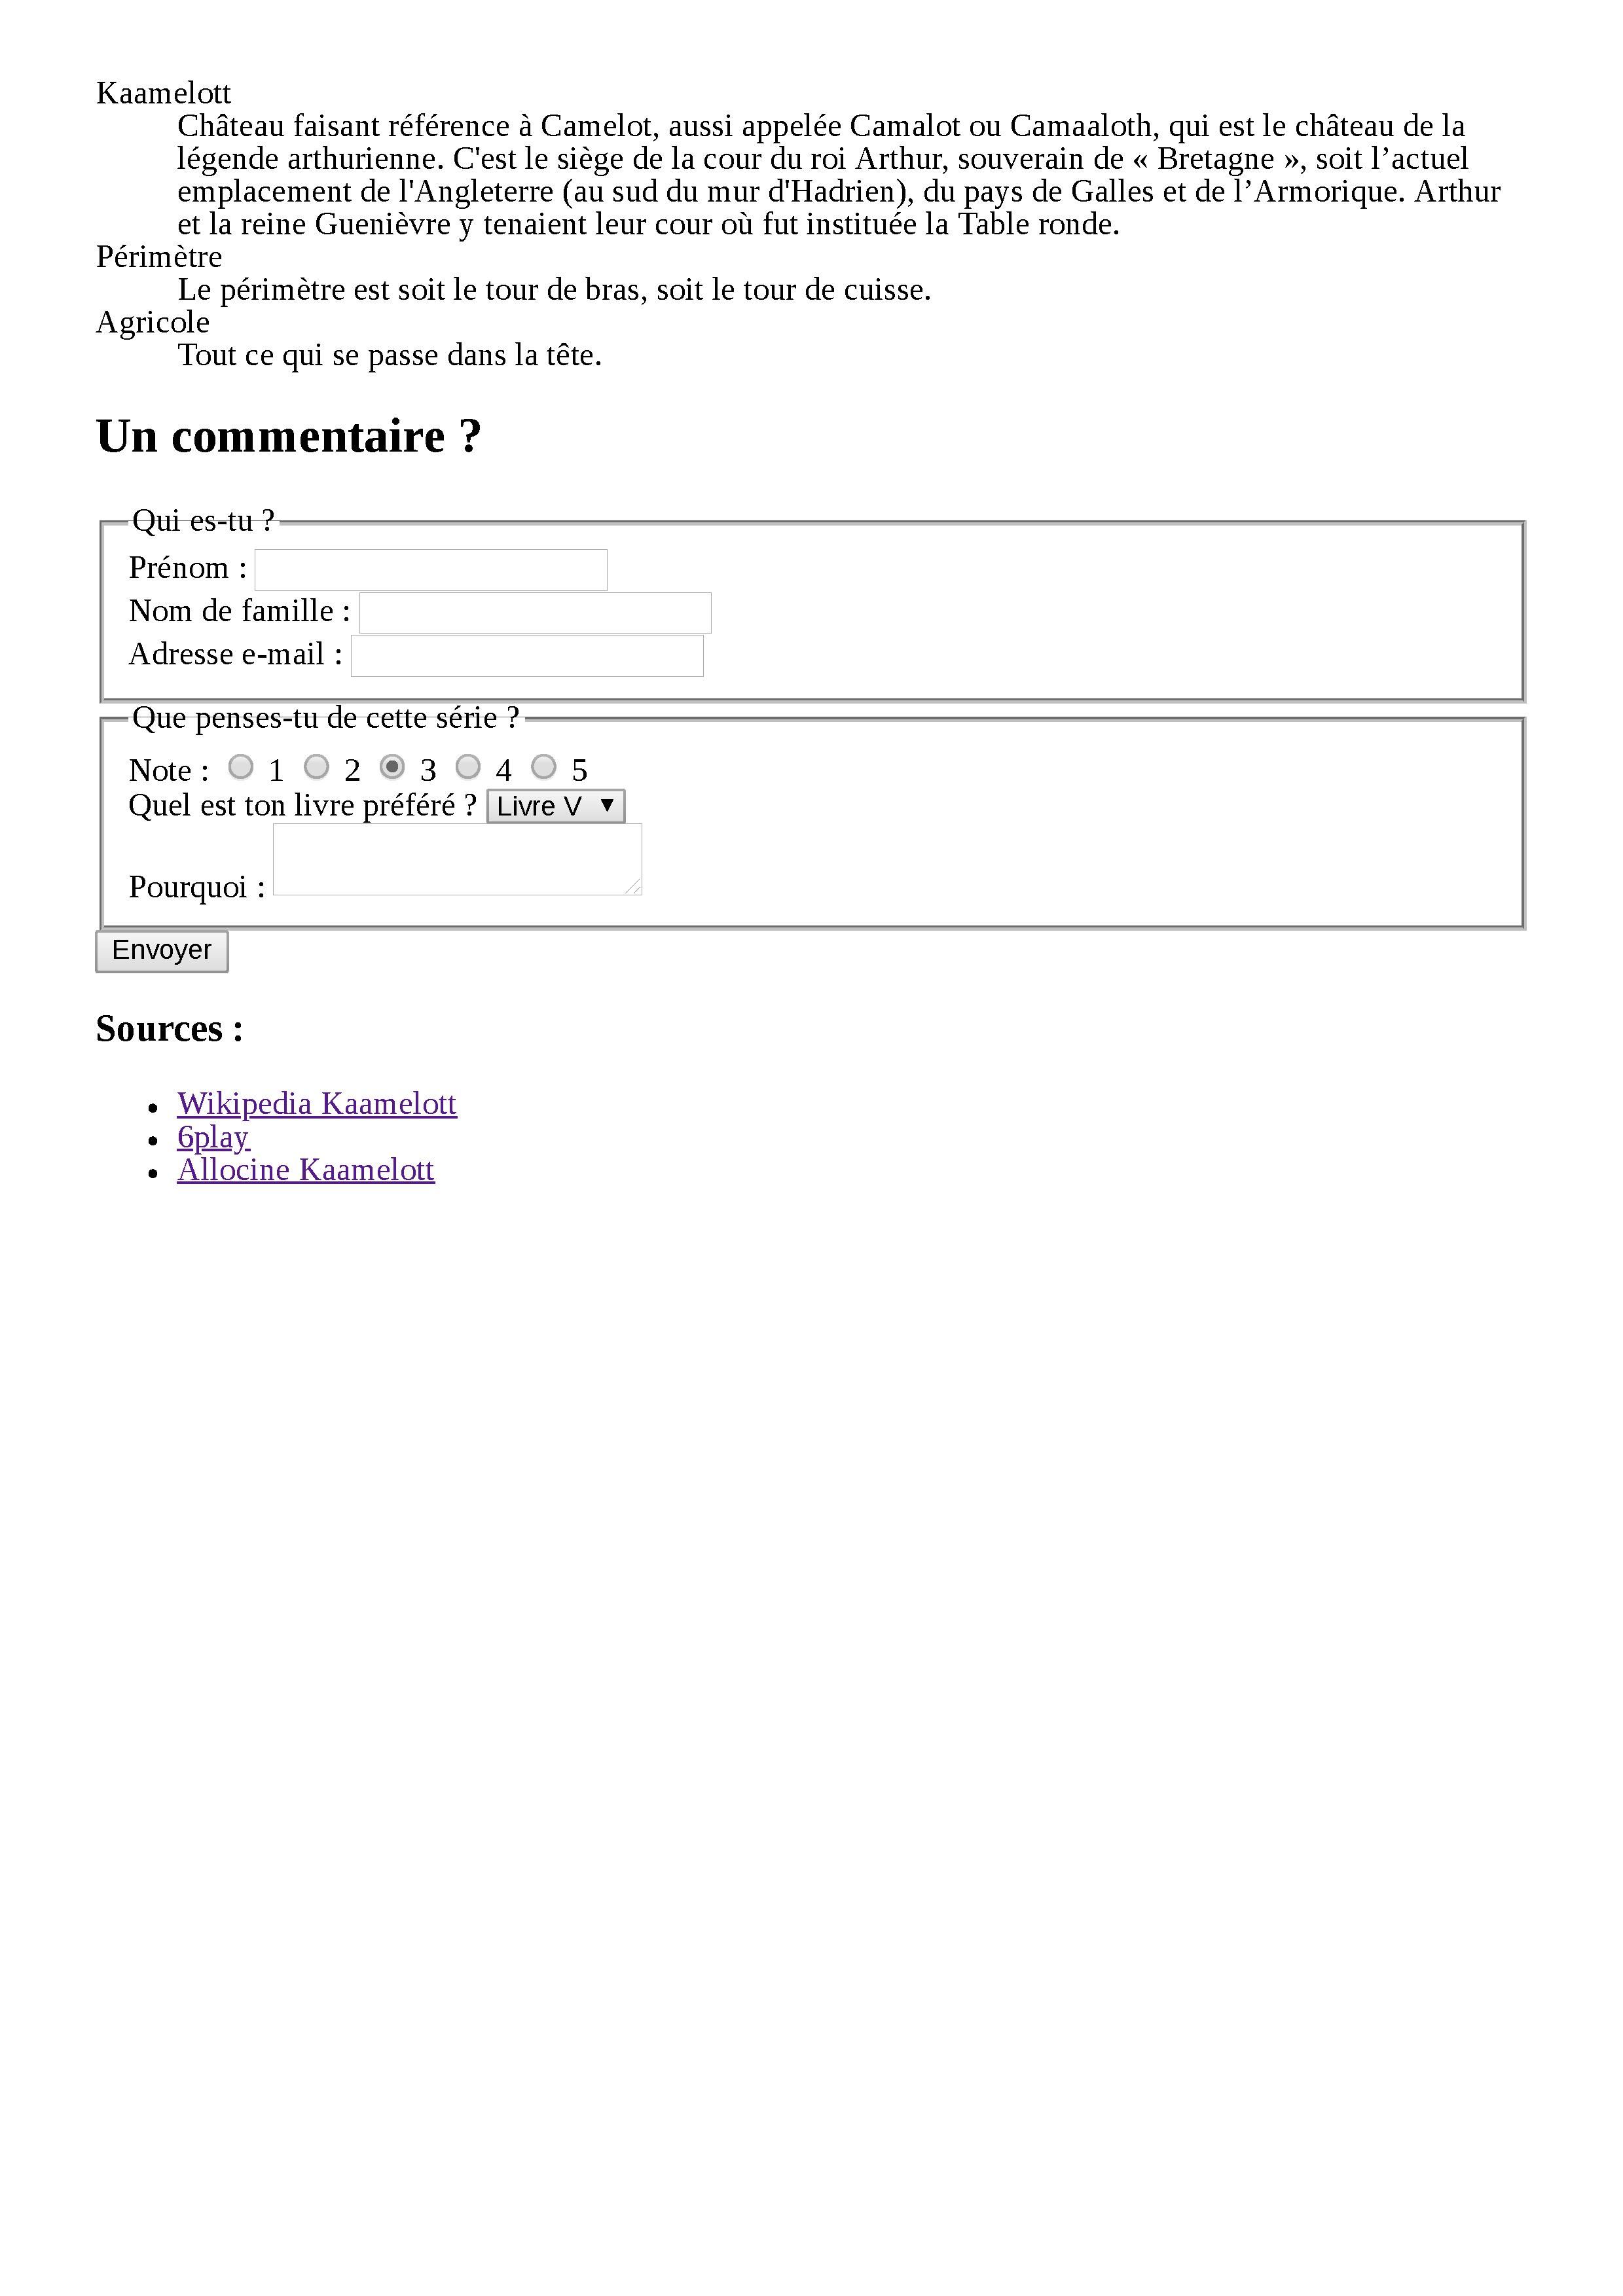 Kaamelott
Château faisant référence à Camelot, aussi appelée Camalot ou Camaaloth, qui est le château de la
légende arthurienne. C'est le siège de la cour du roi Arthur, souverain de « Bretagne », soit l’actuel
emplacement de l'Angleterre (au sud du mur d'Hadrien), du pays de Galles et de l’Armorique. Arthur
et la reine Guenièvre y tenaient leur cour où fut instituée la Table ronde.
Périmètre
Le périmètre est soit le tour de bras, soit le tour de cuisse.
Agricole
Tout ce qui se passe dans la tête.
Un commentaire ?
Qui es-tu ?
Prénom :
Nom de famille :
Adresse e-mail :
Que penses-tu de cette série ?
Note : 1 2 3 4 5
Quel est ton livre préféré ? Livre V
Pourquoi :
Envoyer
Sources :
Wikipedia Kaamelott
6play
Allocine Kaamelott